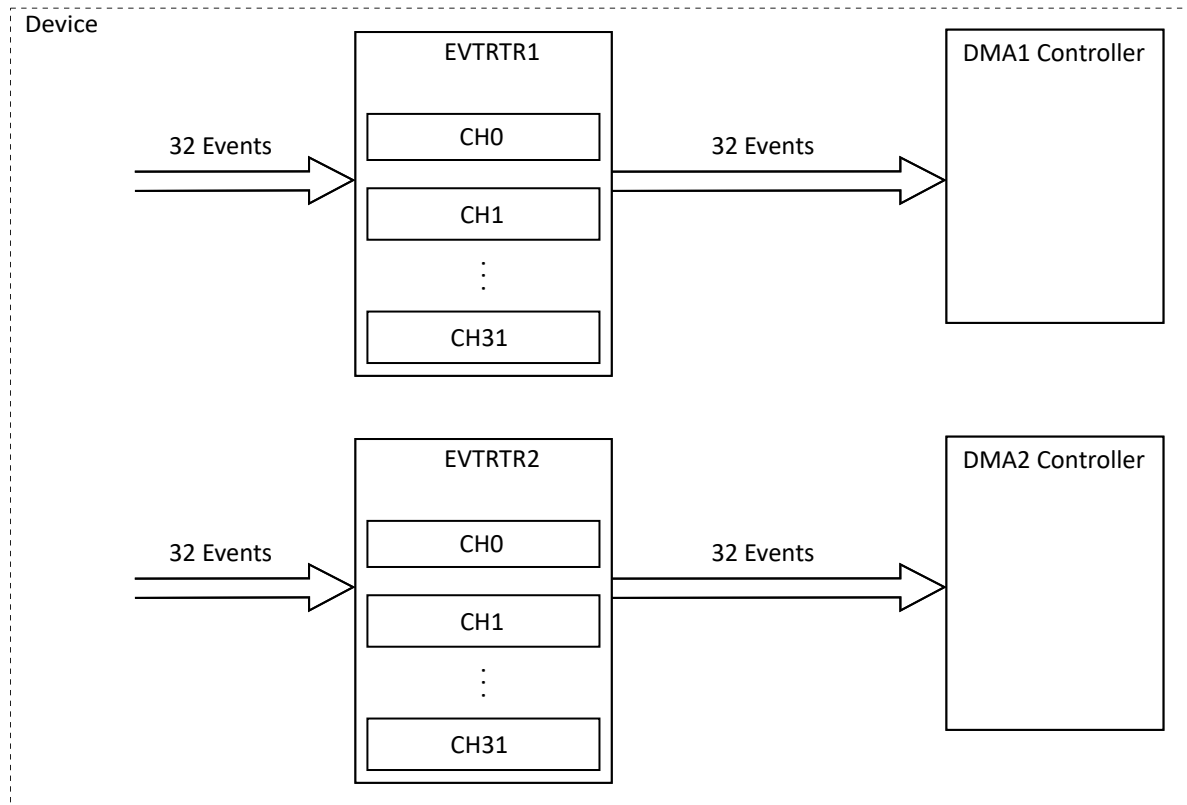 Device
EVTRTR1
DMA1 Controller
CH0
32 Events
32 Events
CH1
⋮
CH31
EVTRTR2
DMA2 Controller
CH0
32 Events
32 Events
CH1
⋮
CH31